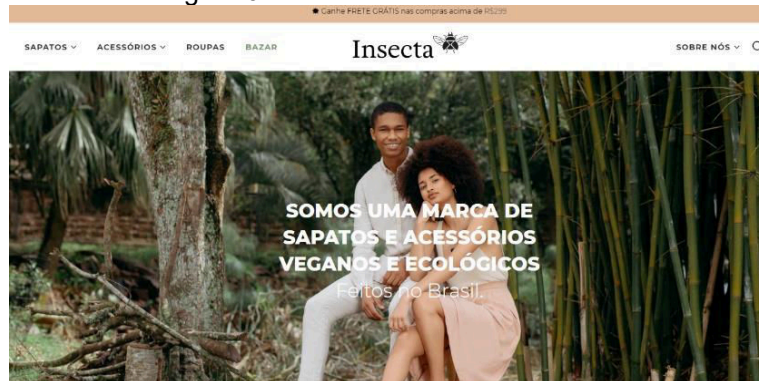 Ganhe FRETE GRÁTIS nas compras acima de R$299
SAPATOS ACESSÓRIOS ROUPAS BAZAR Insecta SOBRE NÓS
SOMOS UMA MARCA DE
SAPATOS E ACESSÓRIOS
VEGANOS E ECOLÓGICOS
Feitos no Brasil.